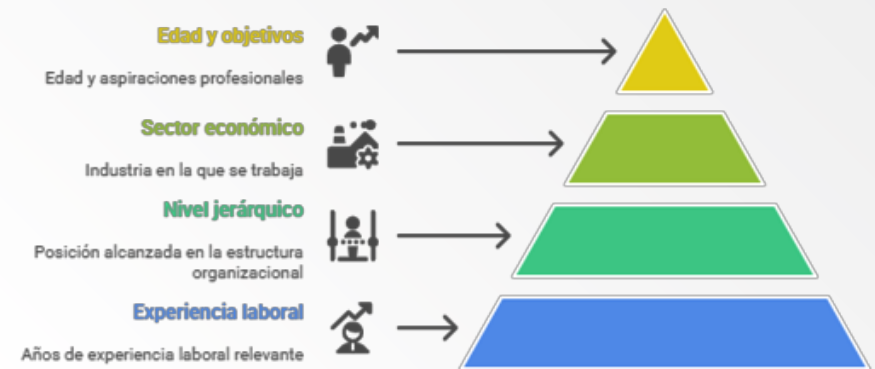 Edad y objetivos
Edad y aspiraciones profesionales
Sector económico
Industria en la que se trabaja
Nivel jerárquico
Posición alcanzada en la estructura
organizacional
Experiencia laboral
Años de experiencia laboral relevante